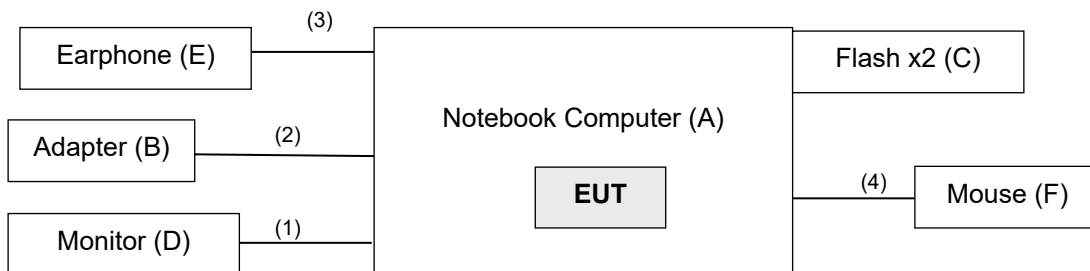 (3)
Earphone (E)
Flash x2 (C)
Notebook Computer (A)
(2)
Adapter (B)
EUT
(4)
Mouse (F)
(1)
Monitor (D)